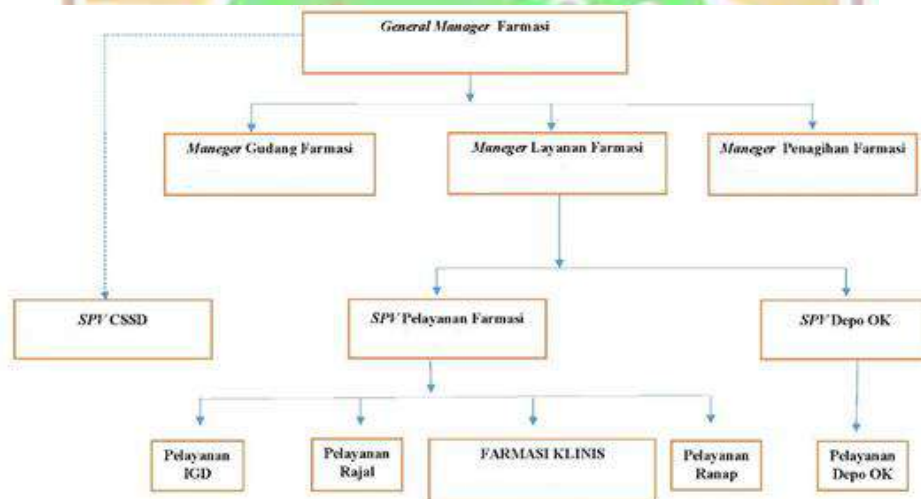 General Manager Farmasi
Maneger Gudang Farmasi
Maneger Layanan Farmasi
Maneger Penagihan Farmasi
SPV CSSD
SPV Pelayanan Farmasi
SPV Depo OK
Pelayanan
IGD
Pelayanan
Rajal
FARMASI KLINIS
Pelayanan
Ranap
Pelayanan
Depo OK